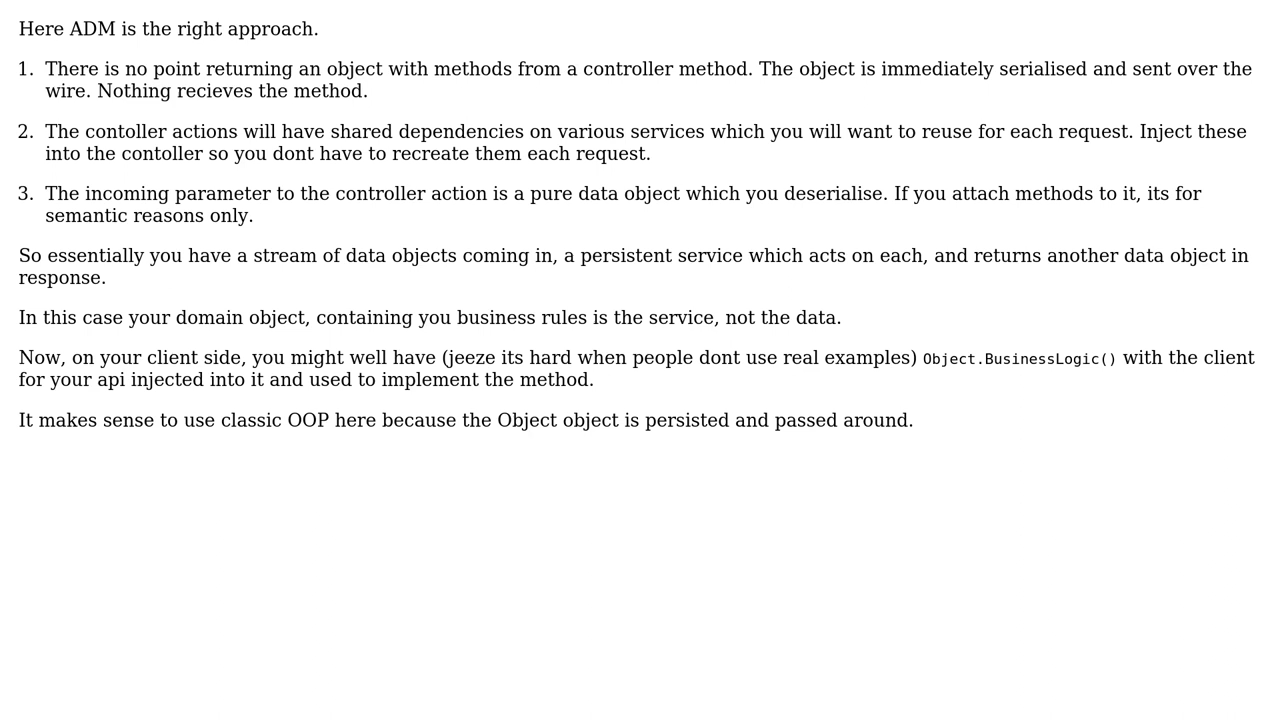 Here ADM is the right approach.
1. There is no point returning an object with methods from a controller method. The object is immediately serialised and sent over the
wire. Nothing recieves the method.
2. The contoller actions will have shared dependencies on various services which you will want to reuse for each request. Inject these
into the contoller so you dont have to recreate them each request.
3. The incoming parameter to the controller action is a pure data object which you deserialise. If you attach methods to it, its for
semantic reasons only.
So essentially you have a stream of data objects coming in, a persistent service which acts on each, and returns another data object in
response.
In this case your domain object, containing you business rules is the service, not the data.
Now, on your client side, you might well have (jeeze its hard when people dont use real examples) Object.BusinessLogic() with the client
for your api injected into it and used to implement the method.
It makes sense to use classic OOP here because the Object object is persisted and passed around.